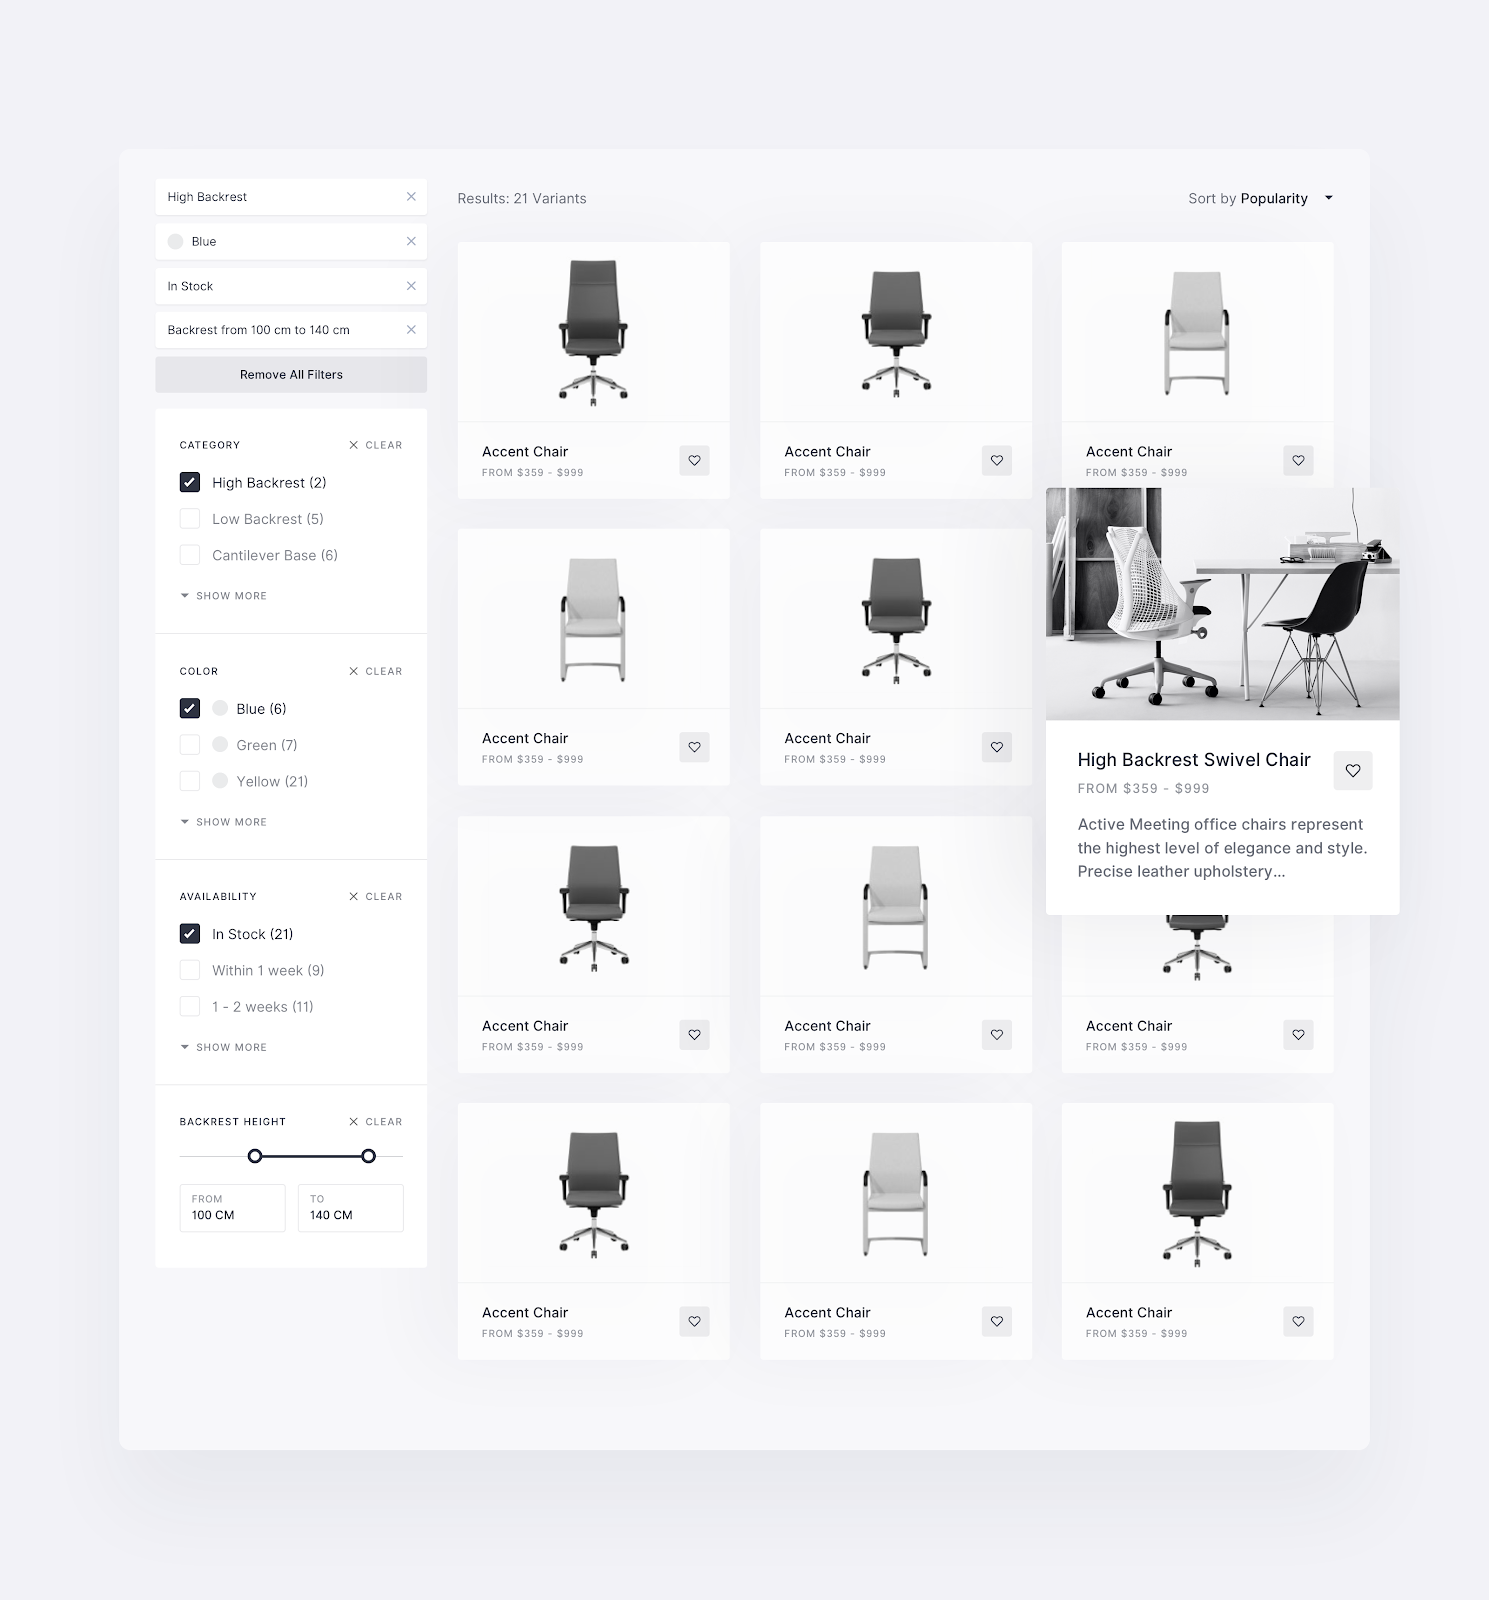 High Backrest
Blue
In Stock
Backrest from 100 cm to 140 cm
Remove All Filters
CATEGORY
CLEAR
High Backrest (2)
Low Backrest (5)
Cantilever Base (6)
SHOW MORE
COLOR
CLEAR
Blue (6)
Green (7)
Yellow (21)
SHOW MORE
AVAILABILITY
CLEAR
In Stock (21)
Within 1 week (9)
1 - 2 weeks (11)
SHOW MORE
BACKREST HEIGHT
CLEAR
FROM
100 CM
TO
140 CM
Results: 21 Variants
Sort by Popularity
Accent Chair
FROM $359 - $999
Accent Chair
FROM $359 - $999
Accent Chair
FROM $359 - $999
Accent Chair
FROM $359 - $999
Accent Chair
FROM $359 - $999
High Backrest Swivel Chair
FROM $359 - $999
Active Meeting office chairs represent
the highest level of elegance and style.
Precise leather upholstery...
Accent Chair
FROM $359 - $999
Accent Chair
FROM $359 - $999
Accent Chair
FROM $359 - $999
Accent Chair
FROM $359 - $999
Accent Chair
FROM $359 - $999
Accent Chair
FROM $359 - $999